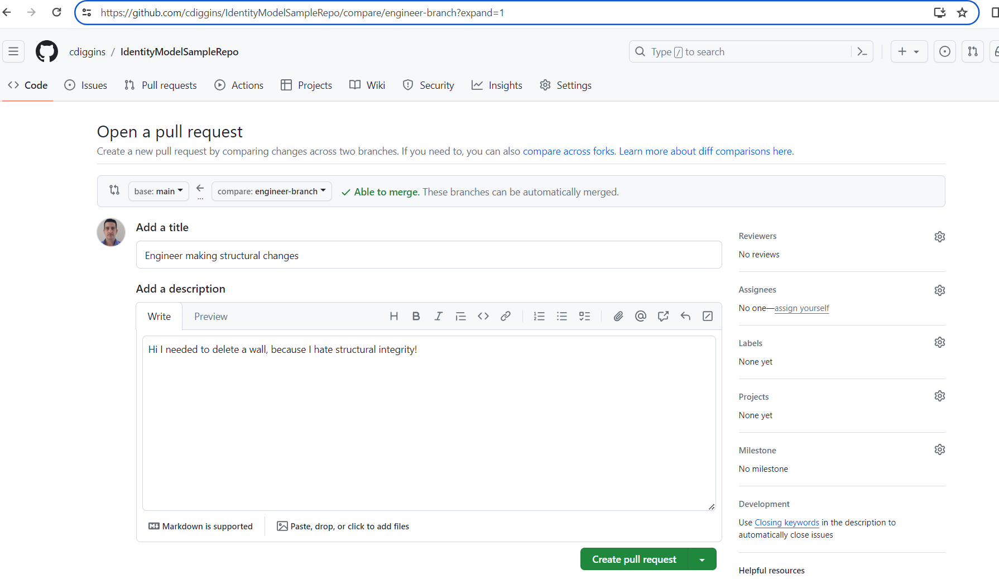 https://github.com/cdiggins/IdentityModelSampleRepo/compare/engineer-branch?expand=1
cdiggins / IdentityModelSampleRepo
Type / to search
Code Issues Pull requests Actions Projects Wiki Security Insights Settings
Open a pull request
Create a new pull request by comparing changes across two branches. If you need to, you can also compare across forks. Learn more about diff comparisons here.
base: main
...
compare: engineer-branch
Able to merge. These branches can be automatically merged.
Add a title
Engineer making structural changes
Add a description
Write Preview
Hi I needed to delete a wall, because I hate structural integrity!
Markdown is supported
Paste, drop, or click to add files
Create pull request
Reviewers
No reviews
Assignees
No one—assign yourself
Labels
None yet
Projects
None yet
Milestone
No milestone
Development
Use Closing keywords in the description to
automatically close issues
Helpful resources